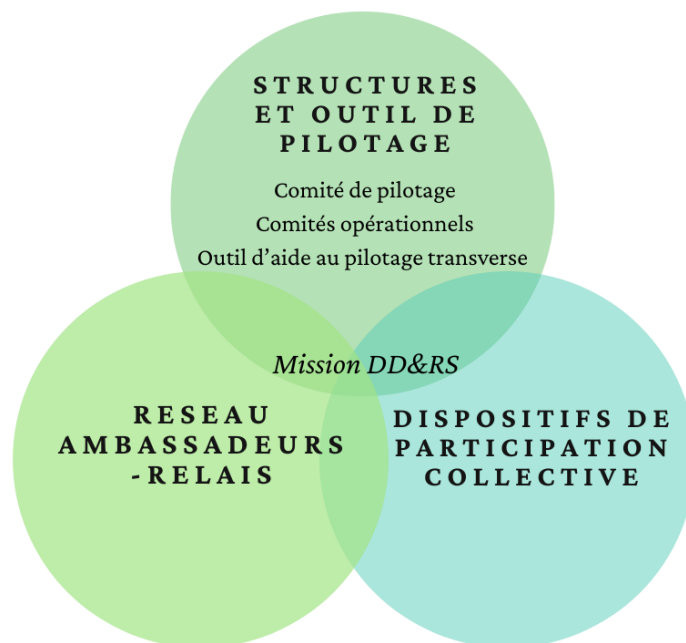 STRUCTURES
ET OUTIL DE
PILOTAGE
Comité de pilotage
Comités opérationnels
Outil d'aide au pilotage transverse
Mission DD&RS
RESEAU
AMBASSADEURS
-RELAIS
DISPOSITIFS DE
PARTICIPATION
COLLECTIVE